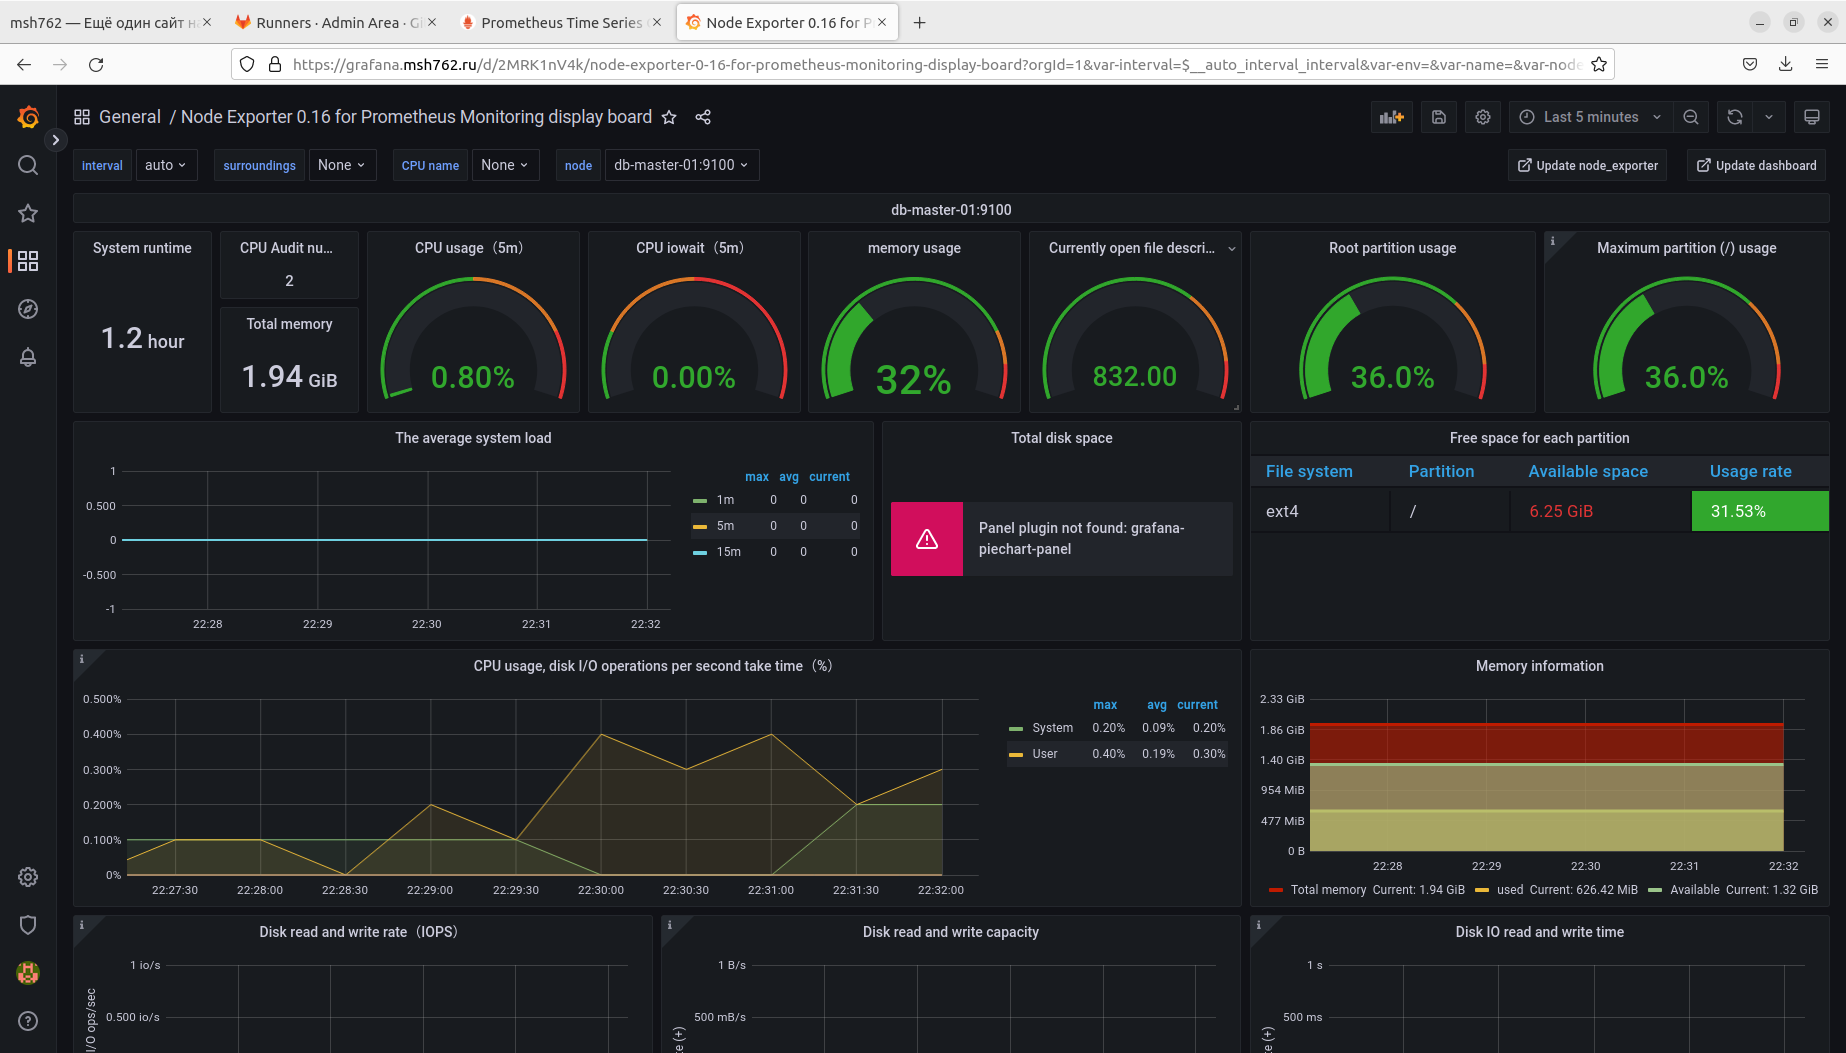 msh762 — Ещё один сайт н
Runners · Admin Area · Gi
Prometheus Time Series
Node Exporter 0.16 for P
https://grafana.msh762.ru/d/2MRK1nV4k/node-exporter-0-16-for-prometheus-monitoring-display-board?orgId=1&var-interval=$__auto_interval_interval&var-env=&var-name=&var-node
General / Node Exporter 0.16 for Prometheus Monitoring display board
Last 5 minutes
interval auto surroundings None CPU name None node db-master-01:9100
Update node_exporter Update dashboard
db-master-01:9100
System runtime
1.2 hour
CPU Audit nu...
2
Total memory
1.94 GiB
CPU usage（5m）
0.80%
CPU iowait（5m）
0.00%
memory usage
32%
Currently open file descri...
832.00
Root partition usage
36.0%
Maximum partition (/) usage
36.0%
The average system load
1
0.500
0
-0.500
-1
22:28 22:29 22:30 22:31 22:32
max avg current
1m 0 0 0
5m 0 0 0
15m 0 0 0
Total disk space
Panel plugin not found: grafana-
piechart-panel
Free space for each partition
File system Partition Available space Usage rate
ext4 / 6.25 GiB 31.53%
CPU usage, disk I/O operations per second take time（%）
0.500%
0.400%
0.300%
0.200%
0.100%
0%
22:27:30 22:28:00 22:28:30 22:29:00 22:29:30 22:30:00 22:30:30 22:31:00 22:31:30 22:32:00
max avg current
System 0.20% 0.09% 0.20%
User 0.40% 0.19% 0.30%
Memory information
2.33 GiB
1.86 GiB
1.40 GiB
954 MiB
477 MiB
0 B
22:28 22:29 22:30 22:31 22:32
Total memory Current: 1.94 GiB used Current: 626.42 MiB Available Current: 1.32 GiB
Disk read and write rate（IOPS）
1 io/s
0.500 io/s
I/O ops/sec
Disk read and write capacity
1 B/s
500 mB/s
te (+)
Disk IO read and write time
1 s
500 ms
te (+)